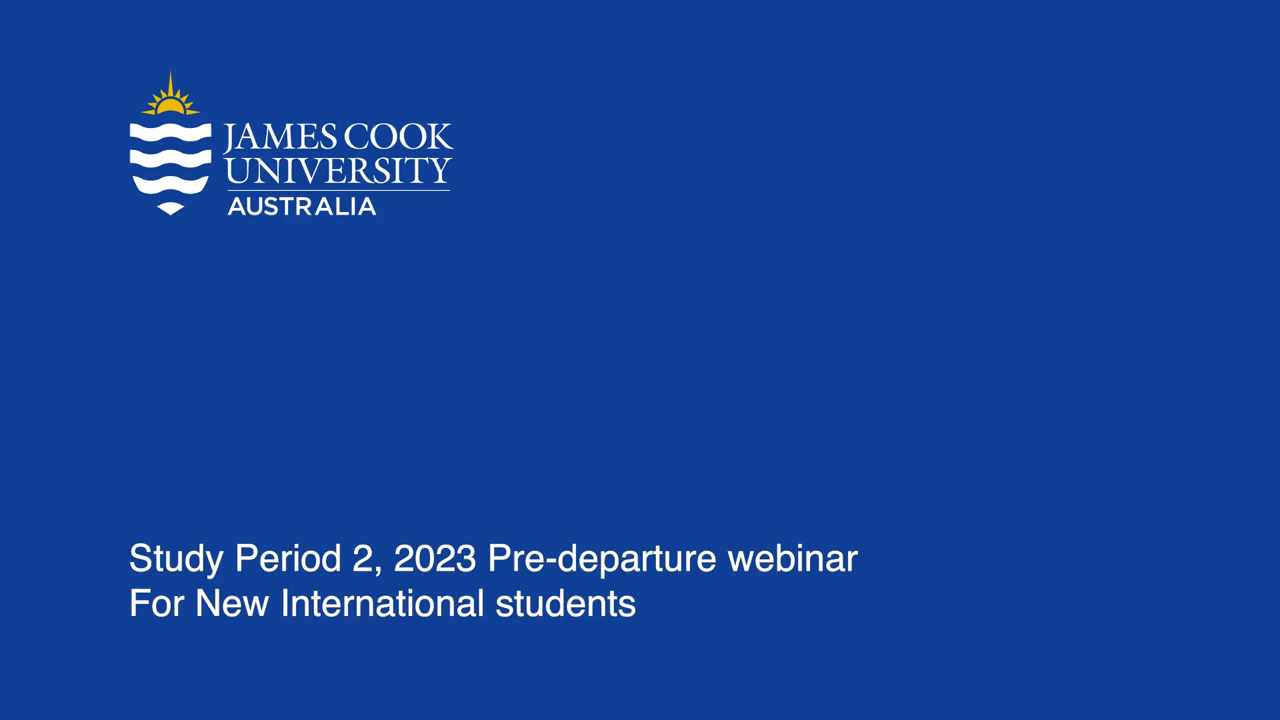 JAMES COOK
UNIVERSITY
AUSTRALIA
Study Period 2, 2023 Pre-departure webinar
For New International students